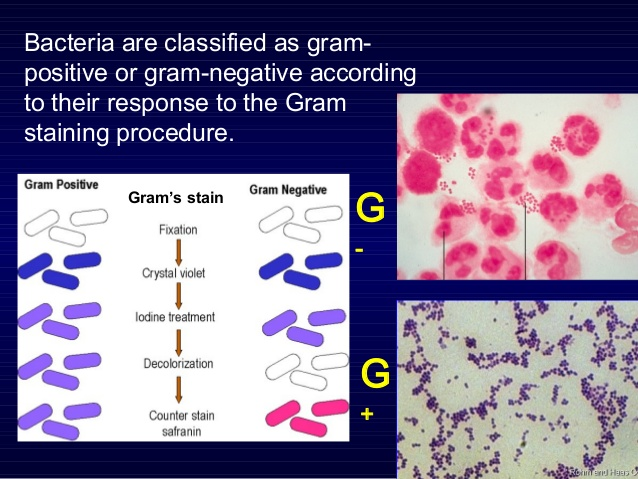 Bacteria are classified as gram-
positive or gram-negative according
to their response to the Gram
staining procedure.
Gram Positive
Gram's stain
Gram Negative
Fixation
Crystal violet
Iodine treatment
Decolorization
Counter stain
safranin
G
-
G
+